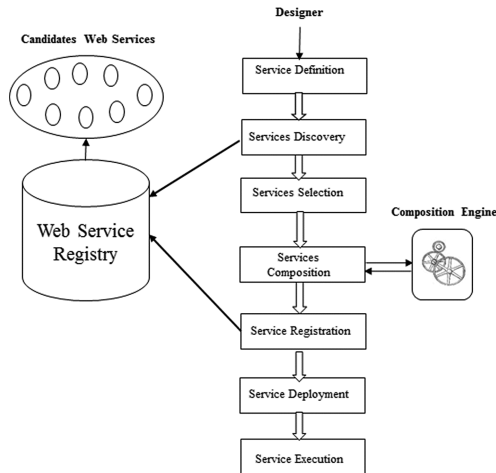 Designer
Candidates Web Services
Service Definition
Services Discovery
Services Selection
Web Service
Registry
Composition Engine
Services
Composition
Service Registration
Service Deployment
Service Execution